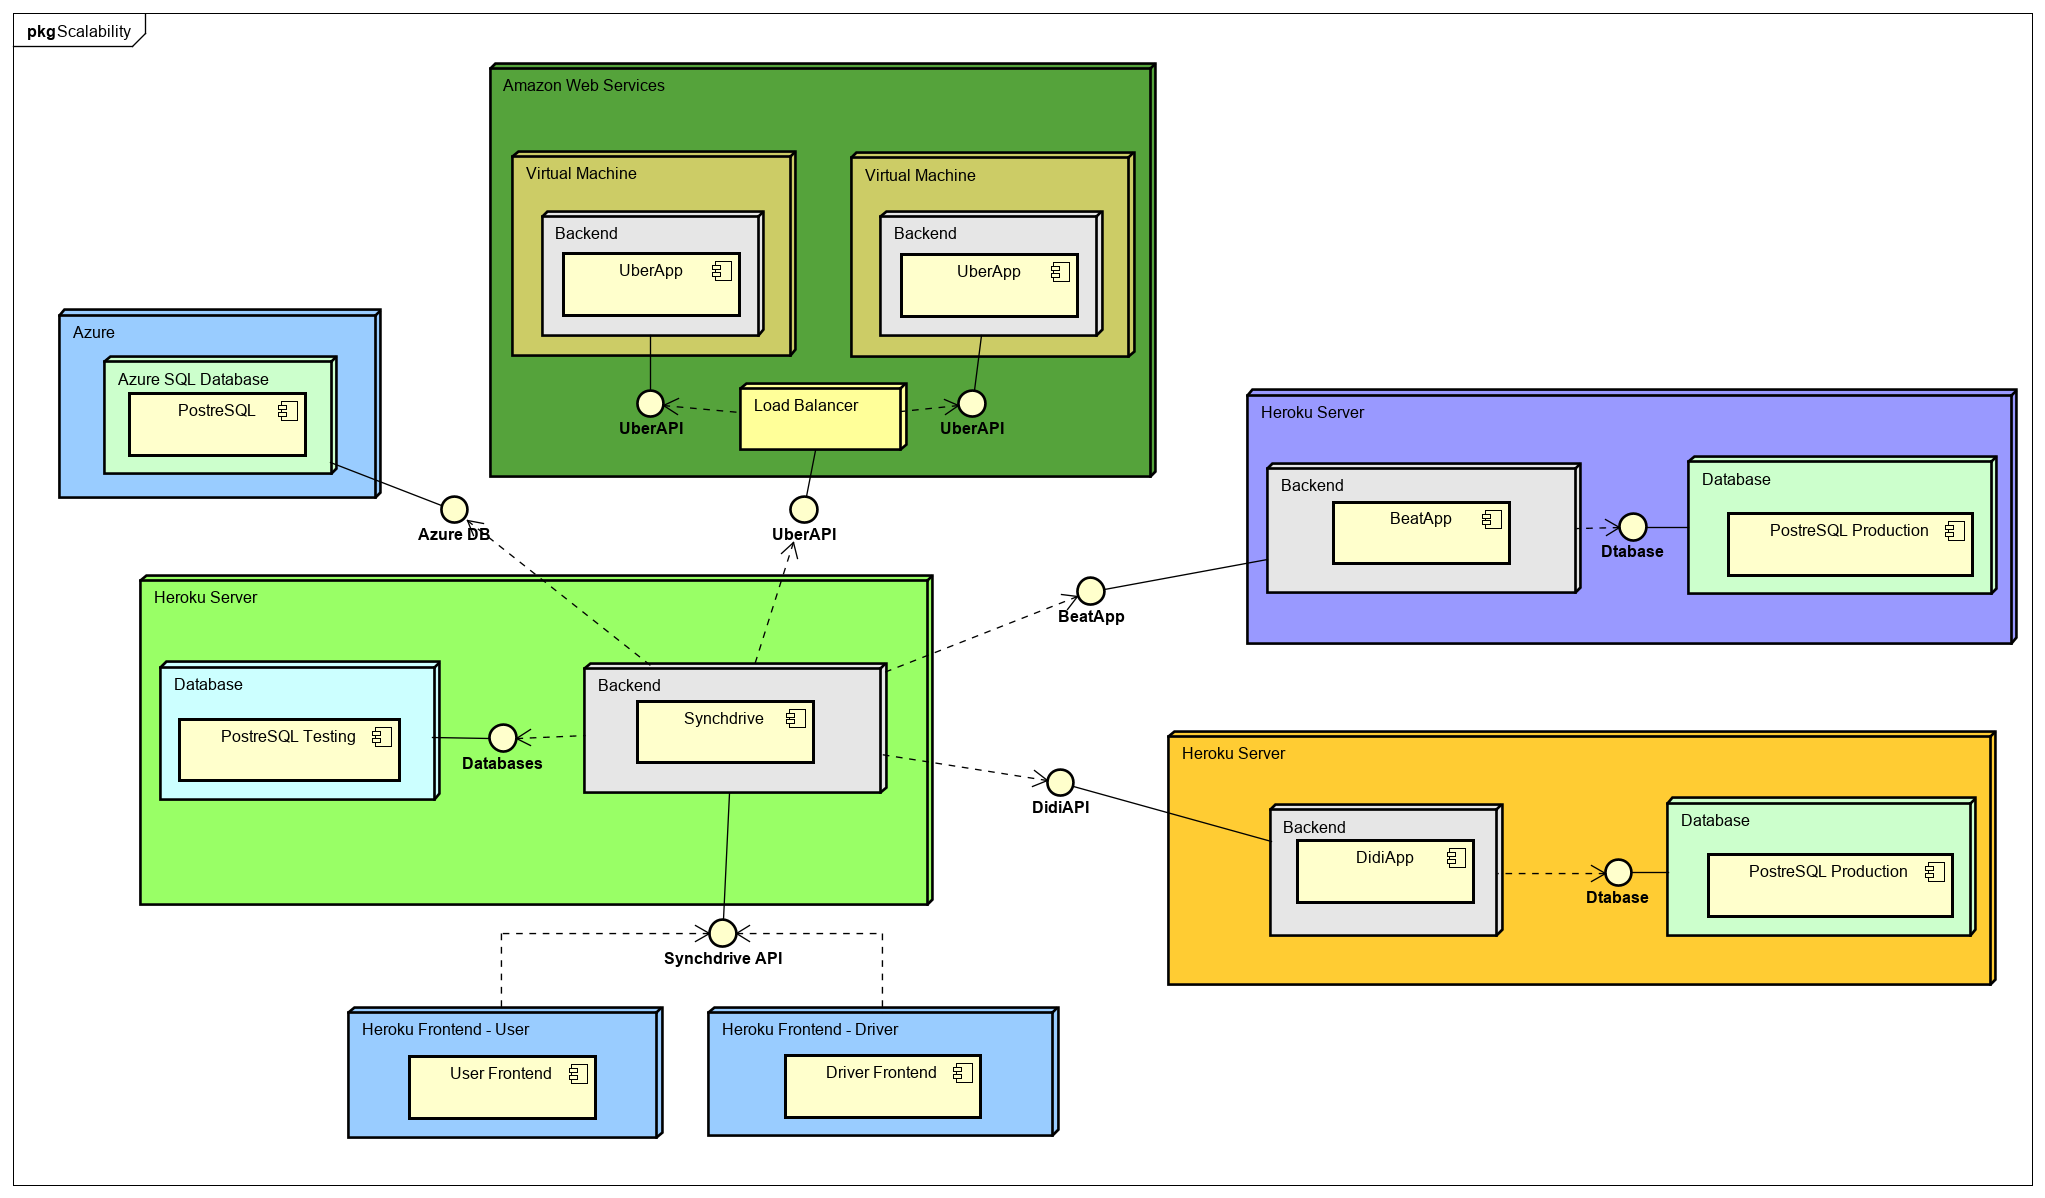 pkg Scalability
Amazon Web Services
Virtual Machine
Backend
UberApp
UberAPI
Virtual Machine
Backend
UberApp
UberAPI
Load Balancer
UberAPI
Azure
Azure SQL Database
PostreSQL
Azure DB
Heroku Server
Backend
BeatApp
Dtabase
Database
PostreSQL Production
BeatApp
Heroku Server
Database
PostreSQL Testing
Databases
Backend
Synchdrive
DidiAPI
Heroku Server
Backend
DidiApp
Dtabase
Database
PostreSQL Production
Synchdrive API
Heroku Frontend - User
User Frontend
Heroku Frontend - Driver
Driver Frontend